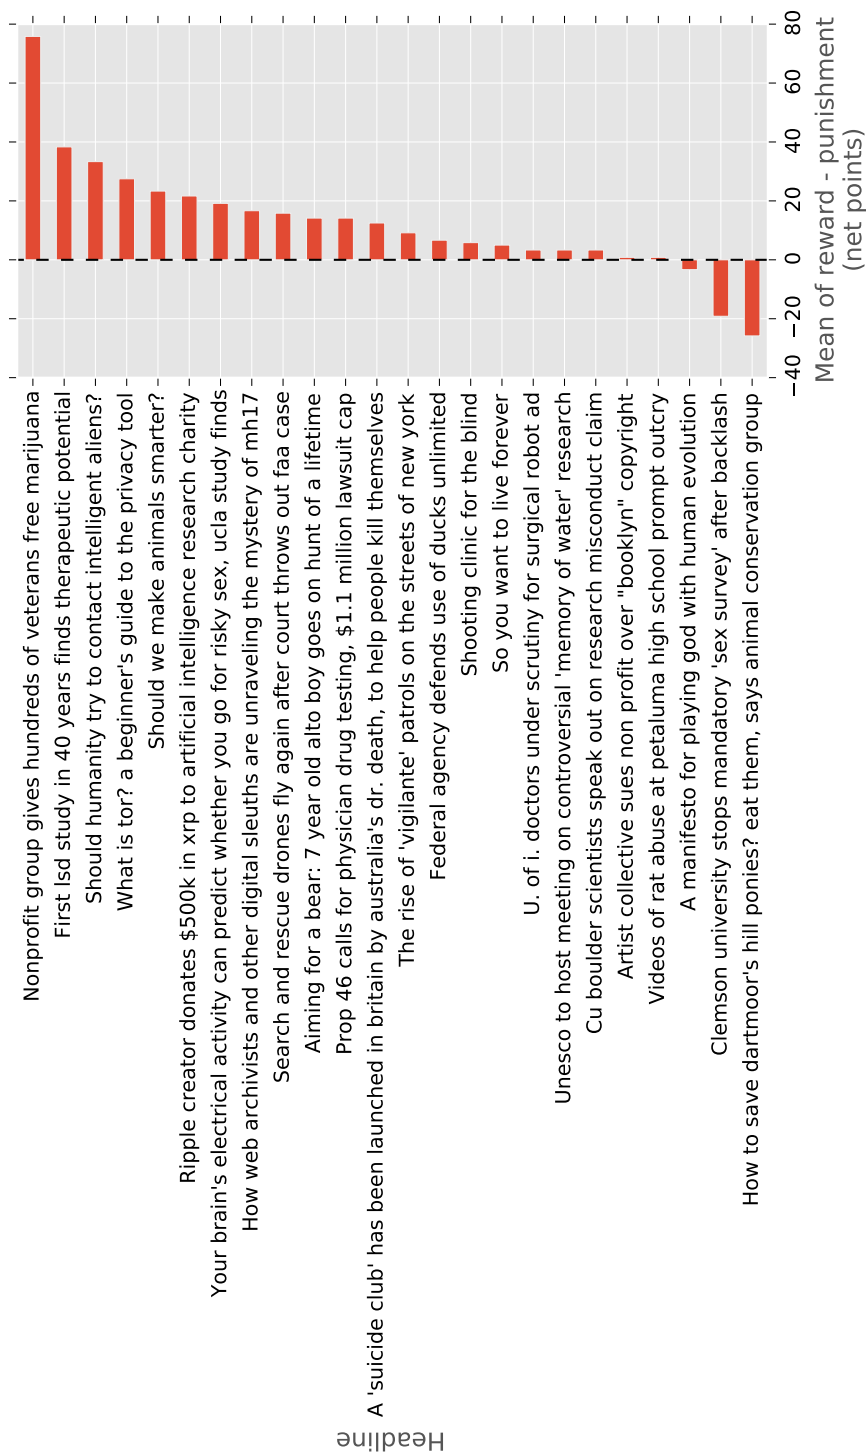 Headline
Nonprofit group gives hundreds of veterans free marijuana
First lsd study in 40 years finds therapeutic potential
Should humanity try to contact intelligent aliens?
What is tor? a beginner's guide to the privacy tool
Should we make animals smarter?
Ripple creator donates $500k in xrp to artificial intelligence research charity
Your brain's electrical activity can predict whether you go for risky sex, ucla study finds
How web archivists and other digital sleuths are unraveling the mystery of mh17
Search and rescue drones fly again after court throws out faa case
Aiming for a bear: 7 year old alto boy goes on hunt of a lifetime
Prop 46 calls for physician drug testing, $1.1 million lawsuit cap
A 'suicide club' has been launched in britain by australia's dr. death, to help people kill themselves
The rise of 'vigilante' patrols on the streets of new york
Federal agency defends use of ducks unlimited
Shooting clinic for the blind
So you want to live forever
U. of i. doctors under scrutiny for surgical robot ad
Unesco to host meeting on controversial 'memory of water' research
Cu boulder scientists speak out on research misconduct claim
Artist collective sues non profit over "booklyn" copyright
Videos of rat abuse at petaluma high school prompt outcry
A manifesto for playing god with human evolution
Clemson university stops mandatory 'sex survey' after backlash
How to save dartmoor's hill ponies? eat them, says animal conservation group
−40 −20 0 20 40 60 80
Mean of reward - punishment
(net points)